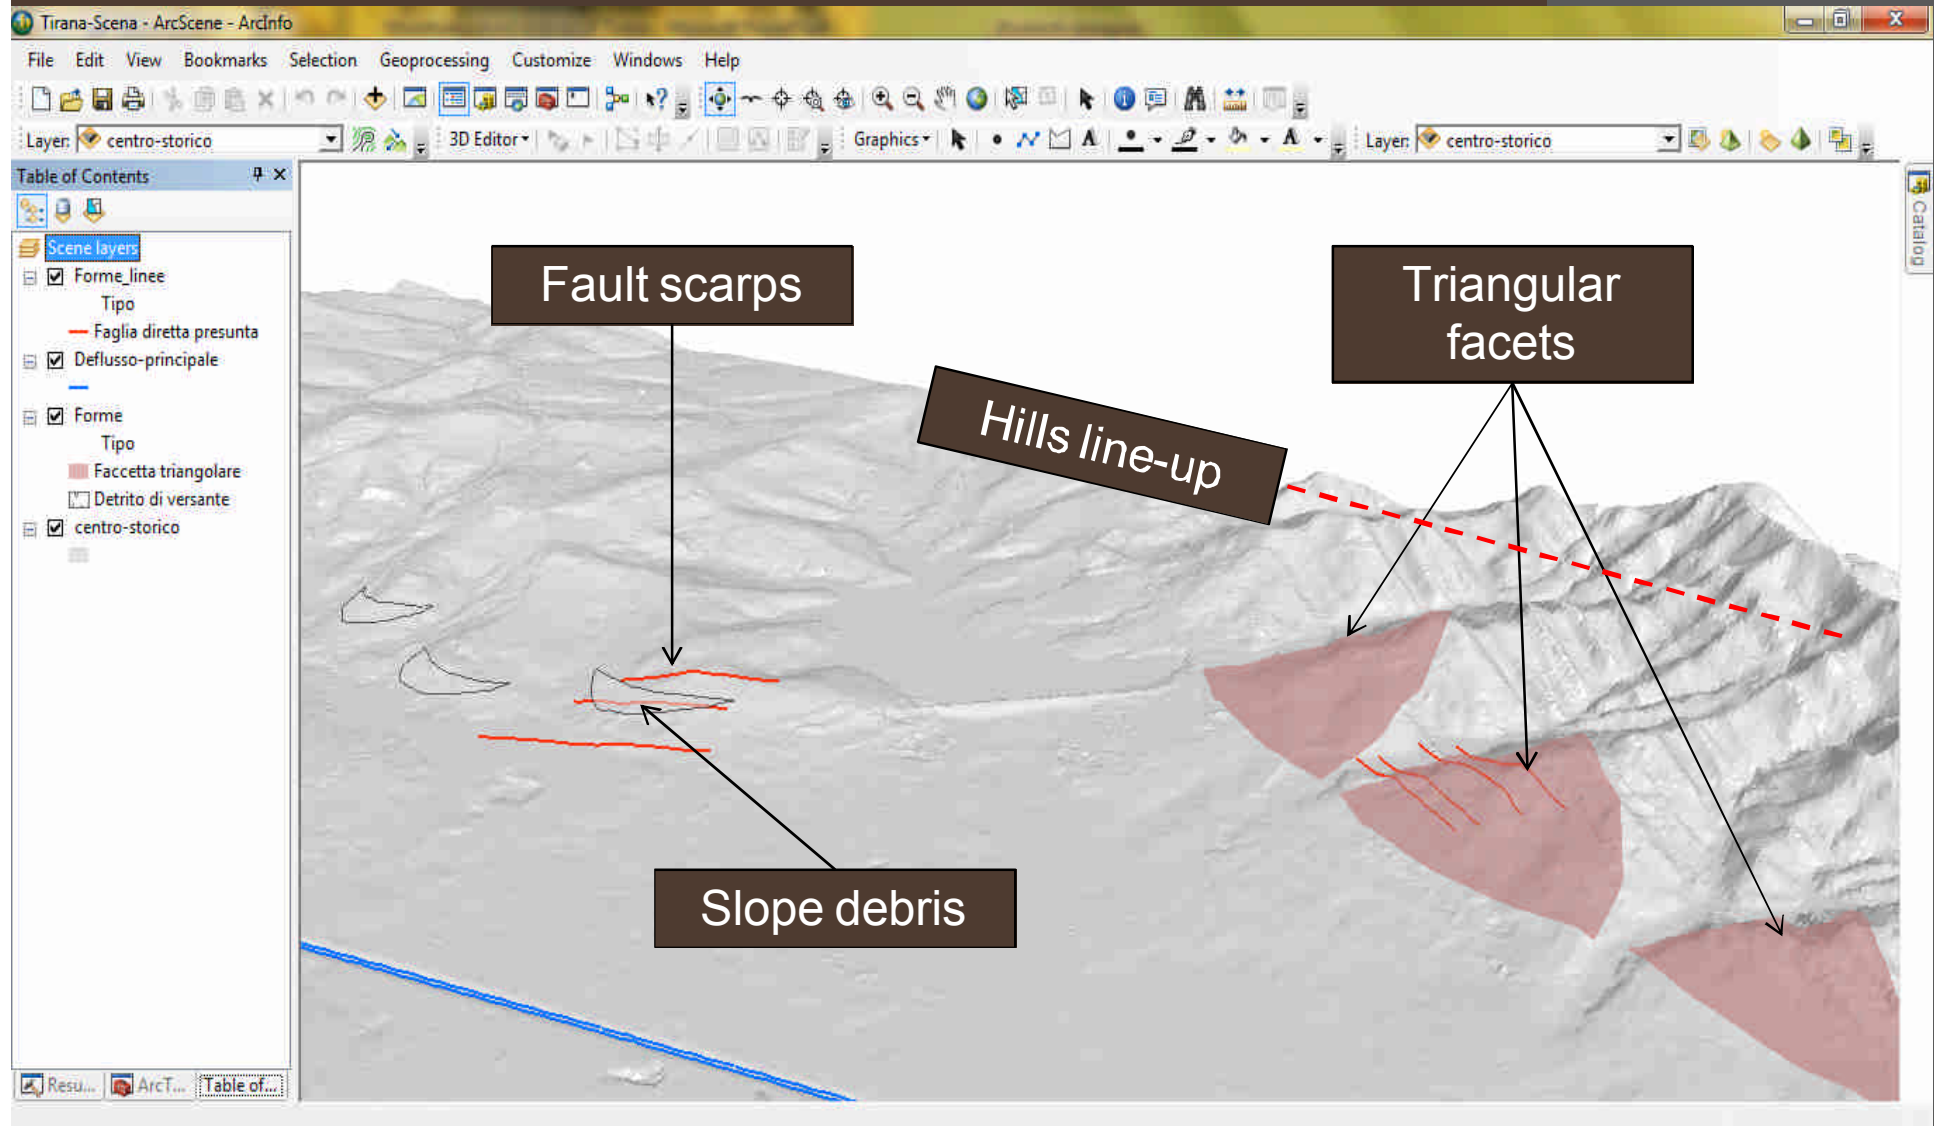 Tirana-Scena - ArcScene - ArcInfo
File Edit View Bookmarks Selection Geoprocessing Customize Windows Help
Layer: centro-storico 3D Editor Graphics A A Layer: centro-storico
Table of Contents
Catalog
Scene layers
Forme_linee
Tipo
Faglia diretta presunta
Deflusso-principale
Forme
Tipo
Faccetta triangolare
Detrito di versante
centro-storico
Fault scarps
Triangular
facets
Hills line-up
Slope debris
Resu... ArcT... Table of...